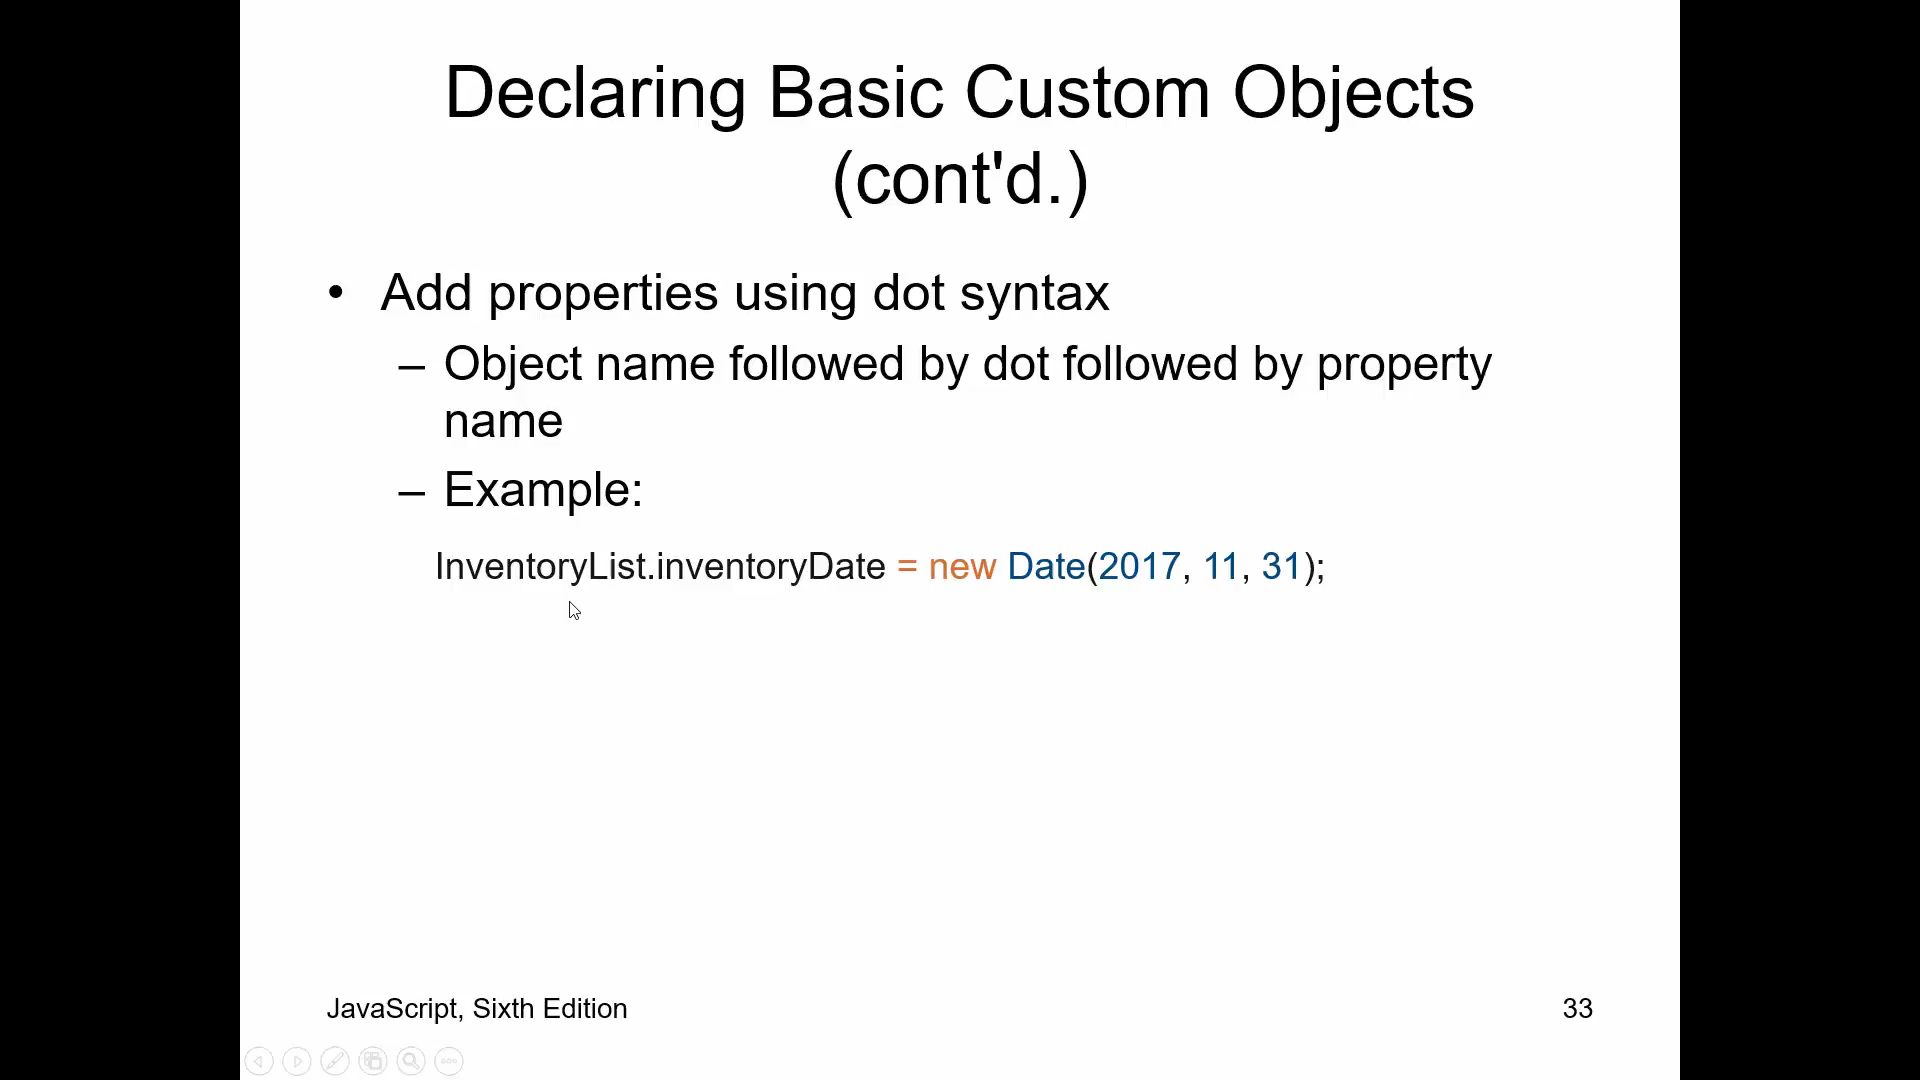 Declaring Basic Custom Objects
(cont'd.)
• Add properties using dot syntax
– Object name followed by dot followed by property
name
– Example:
InventoryList.inventoryDate = new Date(2017, 11, 31);
JavaScript, Sixth Edition
33